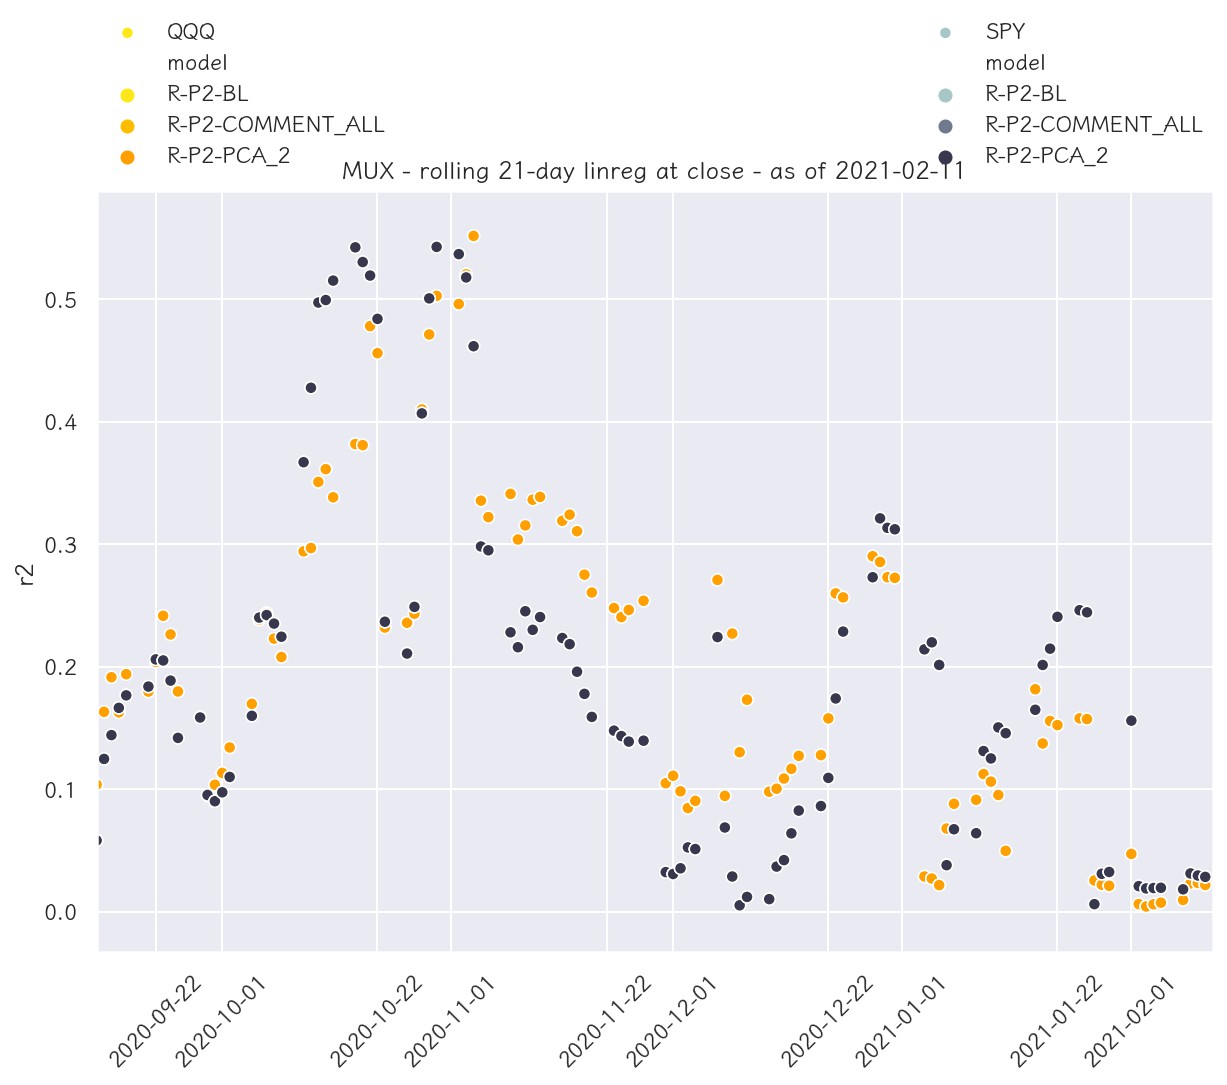 QQQ
model
R-P2-BL
R-P2-COMMENT_ALL
R-P2-PCA_2
SPY
model
R-P2-BL
R-P2-COMMENT_ALL
R-P2-PCA_2
MUX - rolling 21-day linreg at close - as of 2021-02-11
r2
0.5
0.4
0.3
0.2
0.1
0.0
2020-09-22
2020-10-01
2020-10-22
2020-11-01
2020-11-22
2020-12-01
2020-12-22
2021-01-01
2021-01-22
2021-02-01